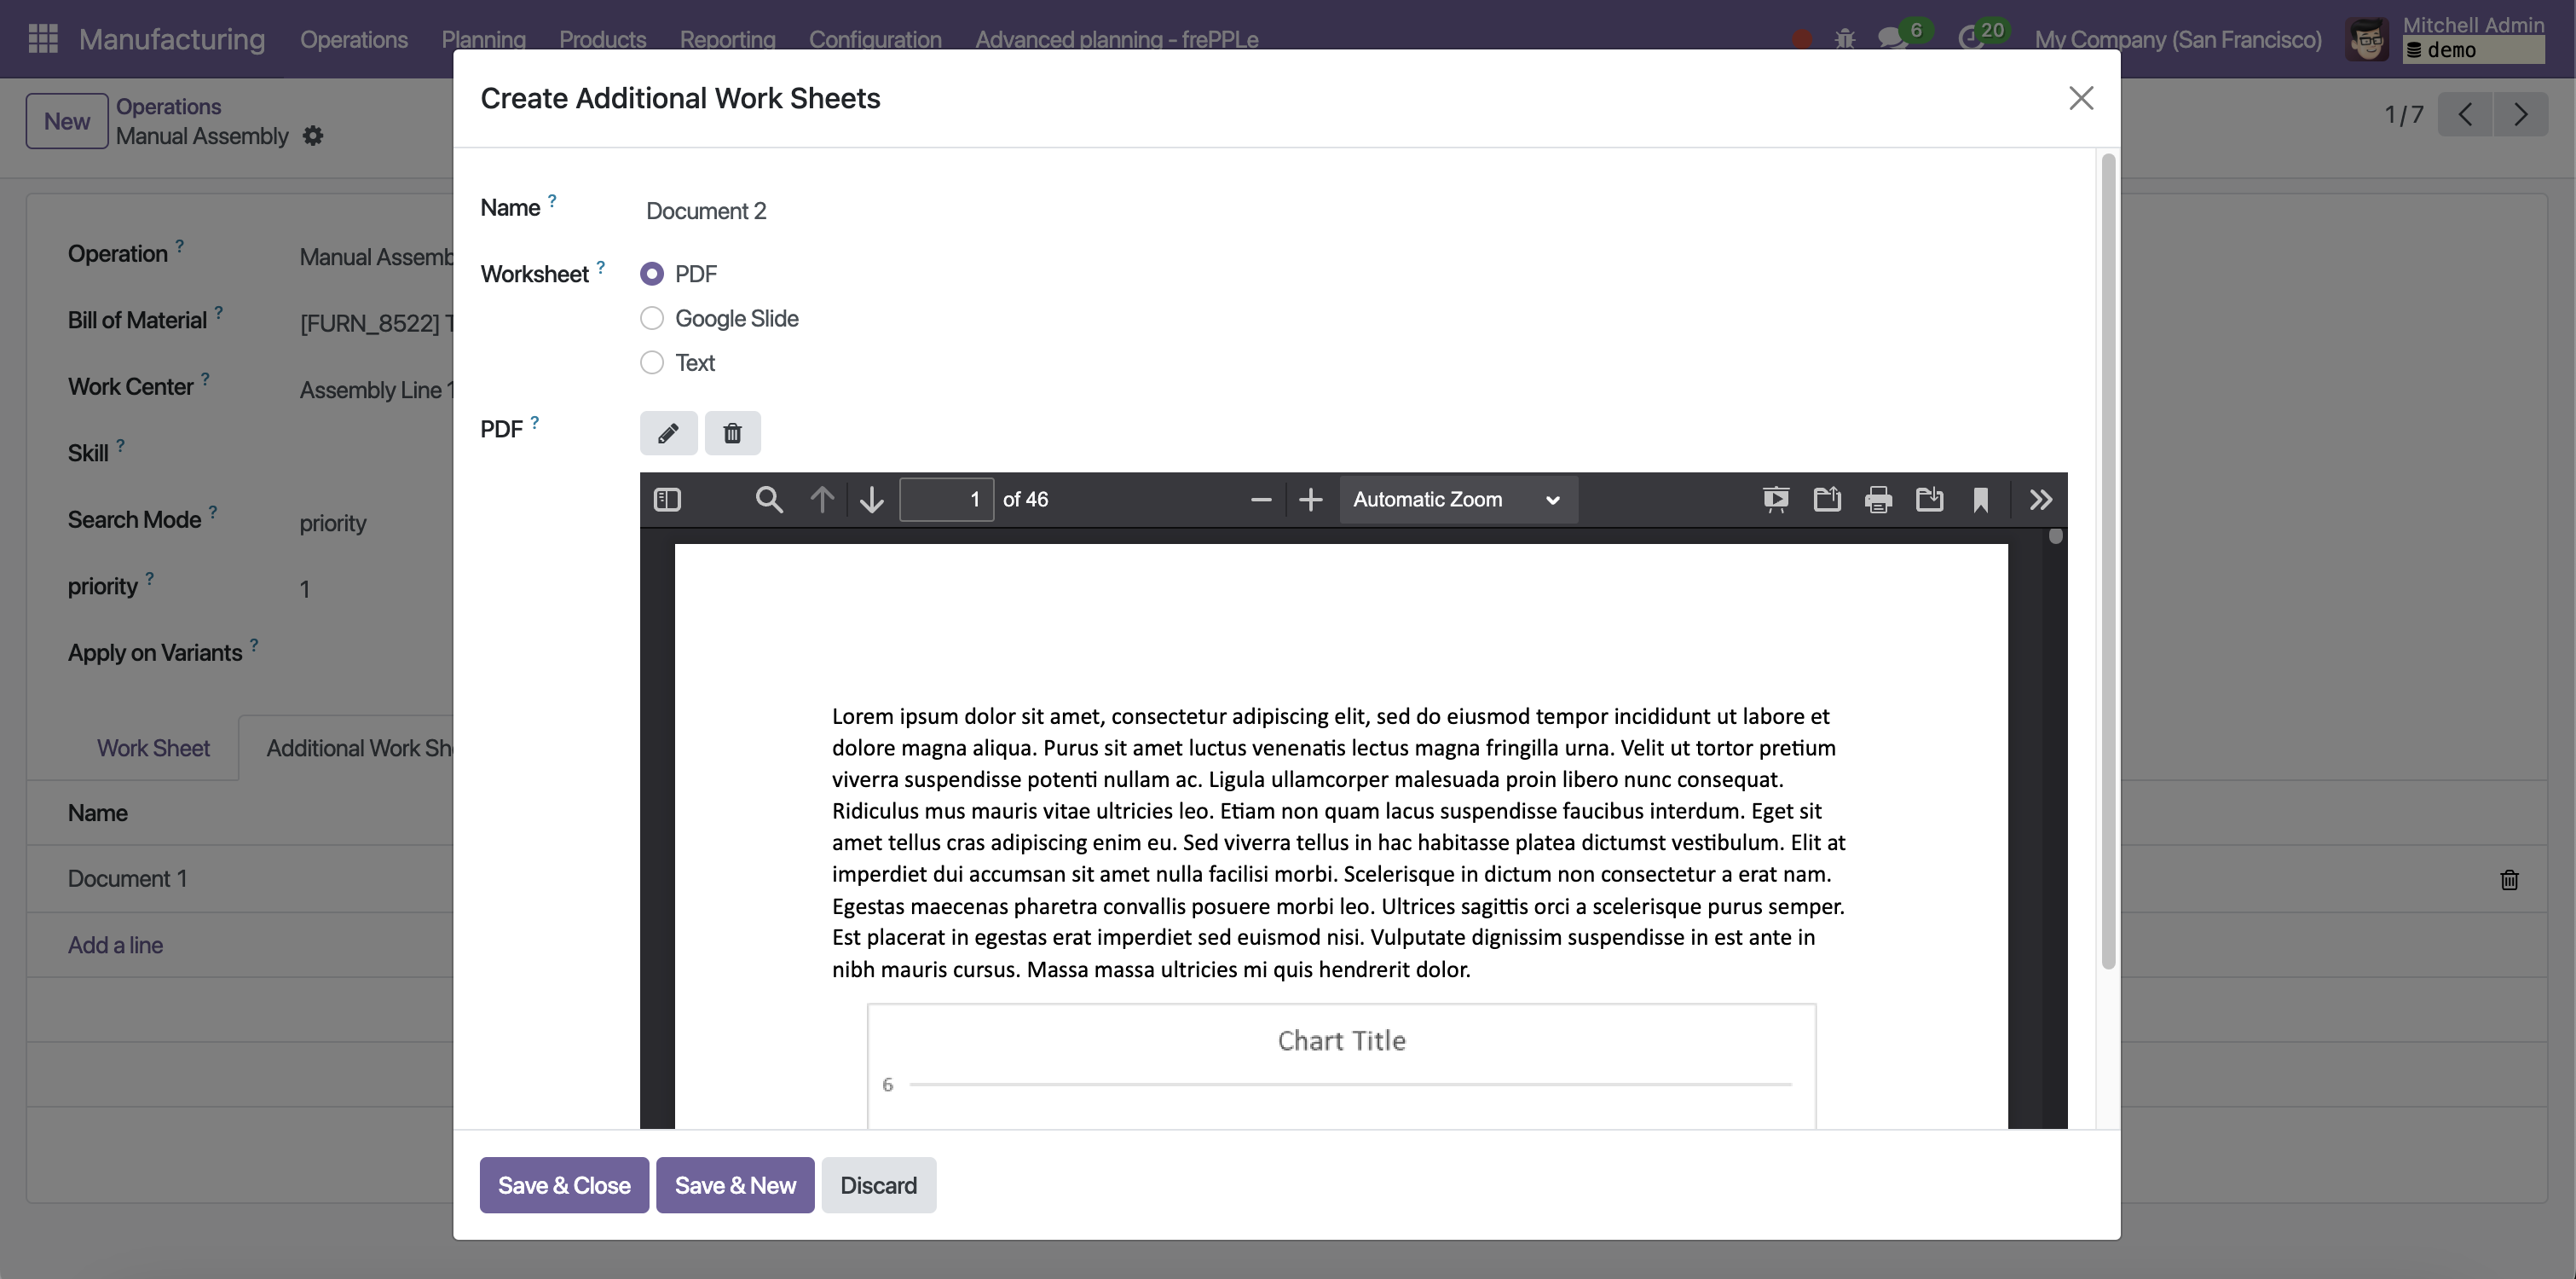 Manufacturing Operations Planning Products Reporting Configuration Advanced planning - frePPLe 6 20 My Company (San Francisco) Mitchell Admin
demo
New Operations
Manual Assembly
1 / 7
Create Additional Work Sheets
Name ? Document 2
Worksheet ? PDF
Google Slide
Text
PDF ?
1 of 46 Automatic Zoom
Lorem ipsum dolor sit amet, consectetur adipiscing elit, sed do eiusmod tempor incididunt ut labore et
dolore magna aliqua. Purus sit amet luctus venenatis lectus magna fringilla urna. Velit ut tortor pretium
viverra suspendisse potenti nullam ac. Ligula ullamcorper malesuada proin libero nunc consequat.
Ridiculus mus mauris vitae ultricies leo. Etiam non quam lacus suspendisse faucibus interdum. Eget sit
amet tellus cras adipiscing enim eu. Sed viverra tellus in hac habitasse platea dictumst vestibulum. Elit at
imperdiet dui accumsan sit amet nulla facilisi morbi. Scelerisque in dictum non consectetur a erat nam.
Egestas maecenas pharetra convallis posuere morbi leo. Ultrices sagittis orci a scelerisque purus semper.
Est placerat in egestas erat imperdiet sed euismod nisi. Vulputate dignissim suspendisse in est ante in
nibh mauris cursus. Massa massa ultricies mi quis hendrerit dolor.
Chart Title
6
Save & Close Save & New Discard
Operation ? Manual Assemb
Bill of Material ? [FURN_8522] T
Work Center ? Assembly Line 1
Skill ?
Search Mode ? priority
priority ? 1
Apply on Variants ?
Work Sheet Additional Work She
Name
Document 1
Add a line